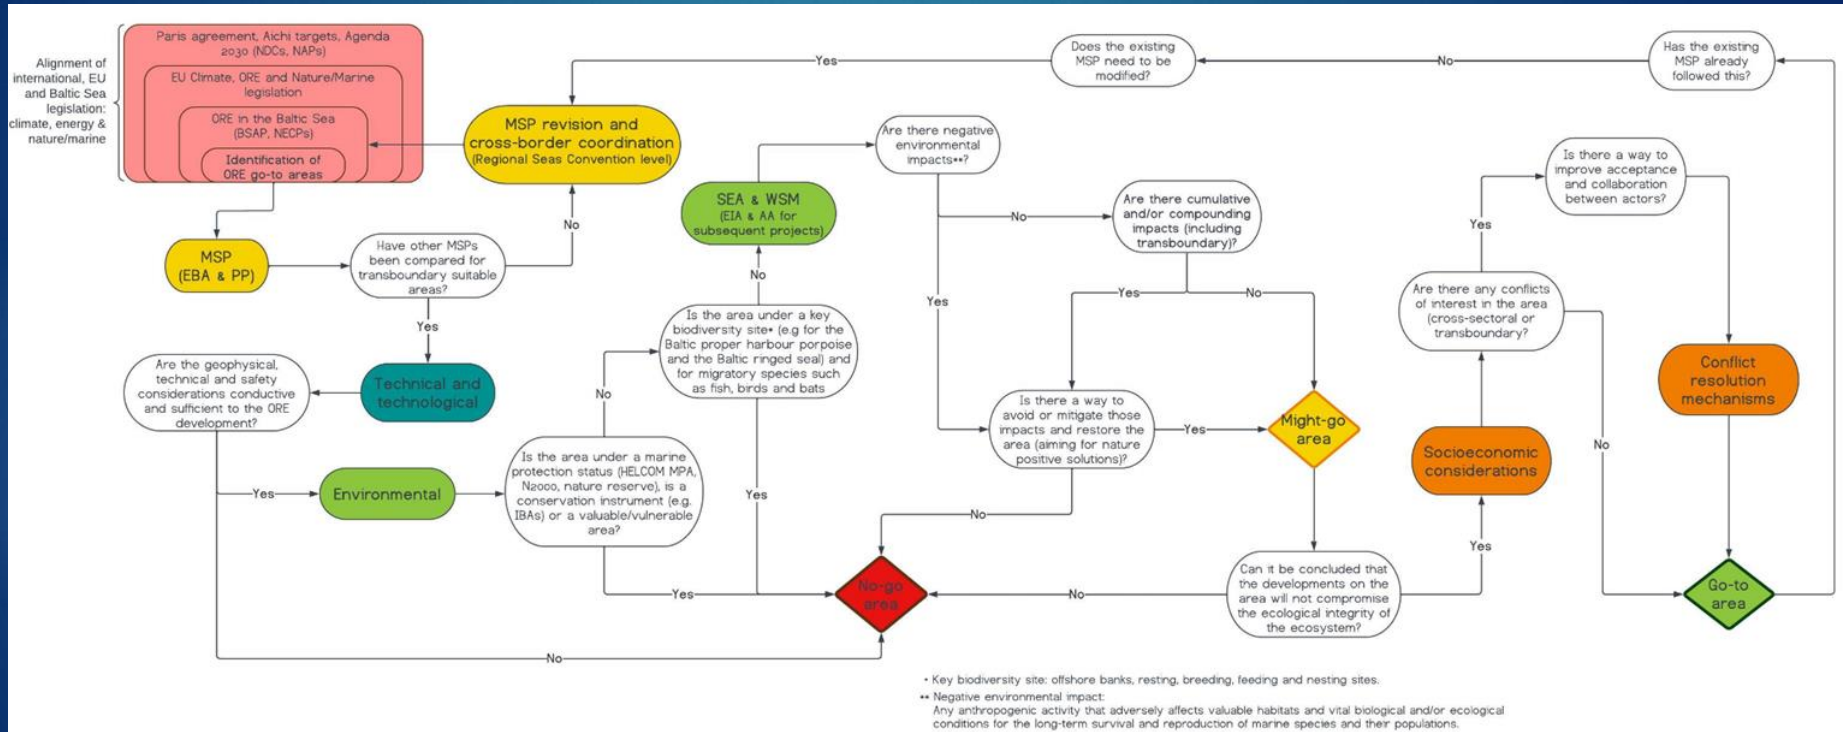 Alignment of
international, EU
and Baltic Sea
legislation:
climate, energy &
nature/marine
Paris agreement, Aichi targets, Agenda
2030 (NDCs, NAPs)
EU Climate, ORE and Nature/Marine
legislation
ORE in the Baltic Sea
(BSAP, NECPs)
Identification of
ORE go-to areas
MSP revision and
cross-border coordination
(Regional Seas Convention level)
Yes
Does the existing
MSP need to be
modified?
No
Has the existing
MSP already
followed this?
MSP
(EBA & PP)
Have other MSPs
been compared for
transboundary suitable
areas?
No
Yes
Technical and
technological
Are the geophysical,
technical and safety
considerations conductive
and sufficient to the ORE
development?
Yes
No
Environmental
Is the area under a marine
protection status (HELCOM MPA,
N2000, nature reserve), is a
conservation instrument (e.g.
IBAs) or a valuable/vulnerable
area?
No
Yes
Is the area under a key
biodiversity site* (e.g for the
Baltic proper harbour porpoise
and the Baltic ringed seal) and
for migratory species such
as fish, birds and bats
No
Yes
SEA & WSM
(EIA & AA for
subsequent projects)
Are there negative
environmental
impacts**?
No
Yes
Are there cumulative
and/or compounding
impacts (including
transboundary)?
Yes
No
Is there a way to
avoid or mitigate those
impacts and restore the
area (aiming for nature
positive solutions)?
Yes
No
Might-go
area
No-go
area
Can it be concluded that
the developments on the
area will not compromise
the ecological integrity of
the ecosystem?
No
Yes
Socioeconomic
considerations
Are there any conflicts
of interest in the area
(cross-sectoral or
transboundary?
Yes
No
Is there a way to
improve acceptance
and collaboration
between actors?
Conflict
resolution
mechanisms
Go-to
area
* Key biodiversity site: offshore banks, resting, breeding, feeding and nesting sites.
** Negative environmental impact:
Any anthropogenic activity that adversely affects valuable habitats and vital biological and/or ecological
conditions for the long-term survival and reproduction of marine species and their populations.